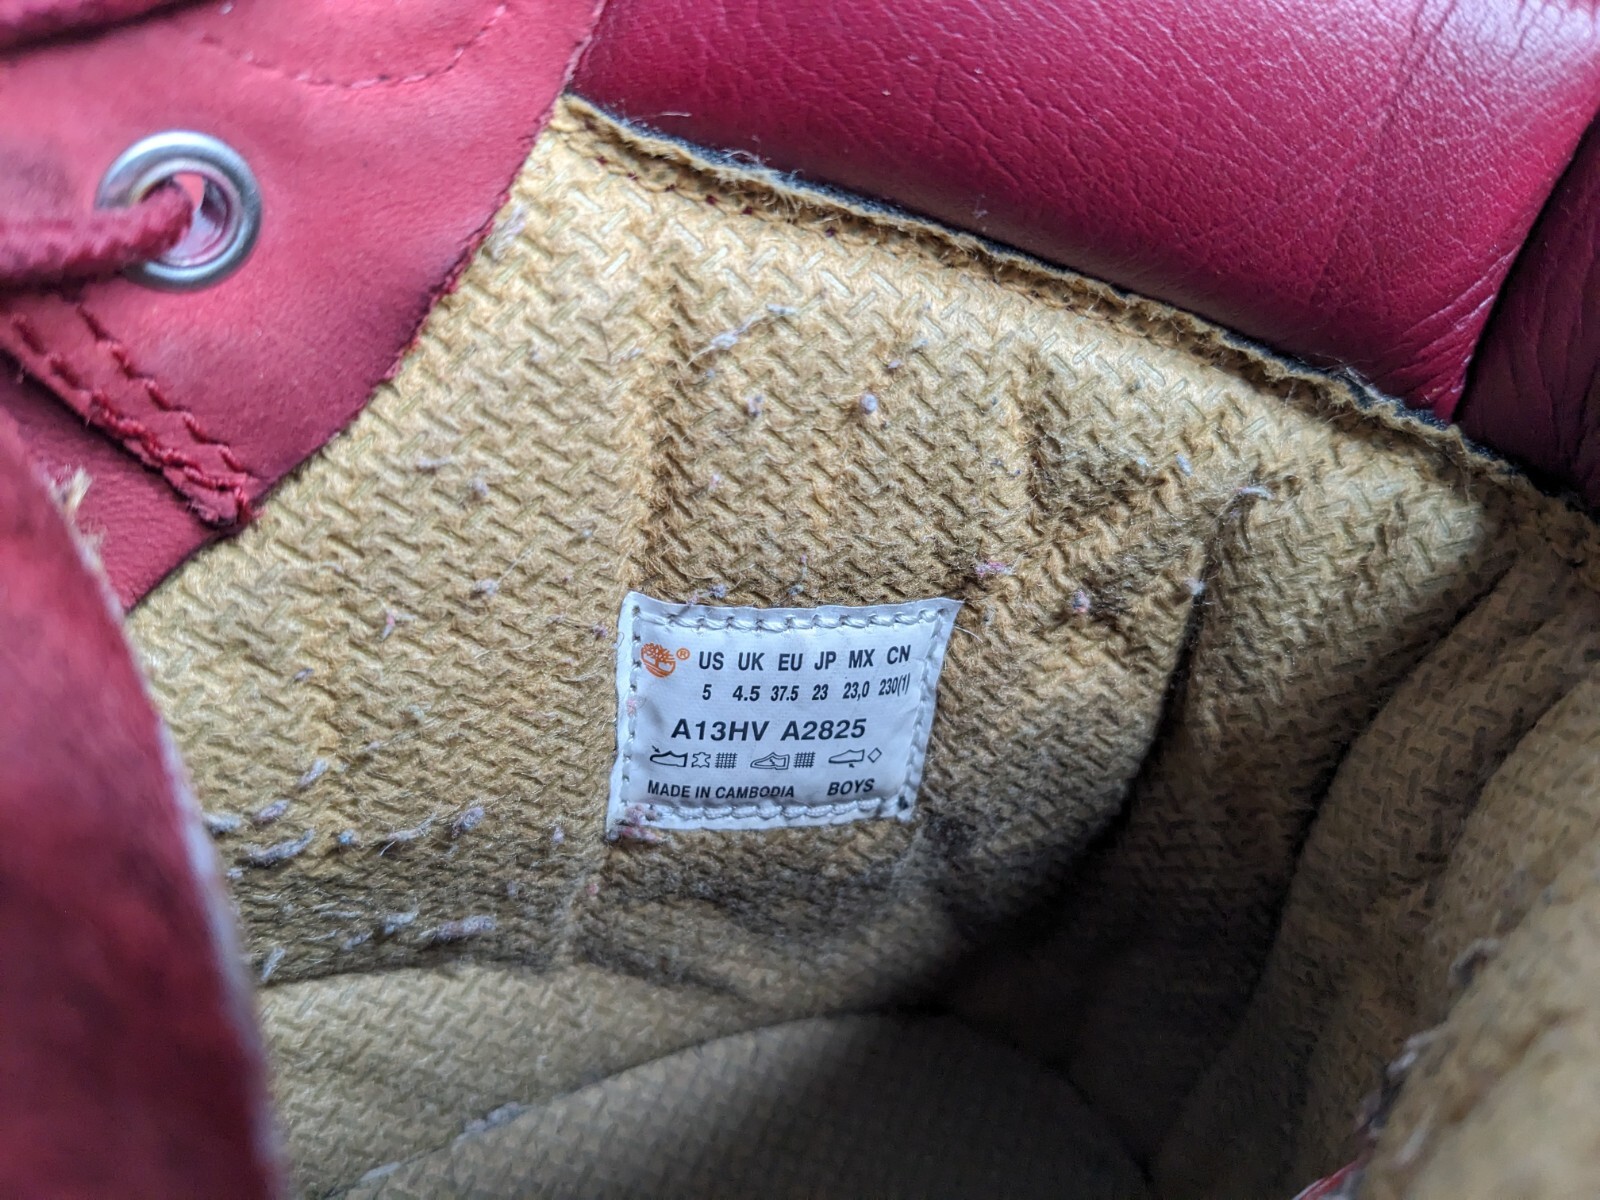 ® US UK EU JP MX CN
5 4.5 37.5 23 23,0 230(1)
A13HV A2825
MADE IN CAMBODIA BOYS